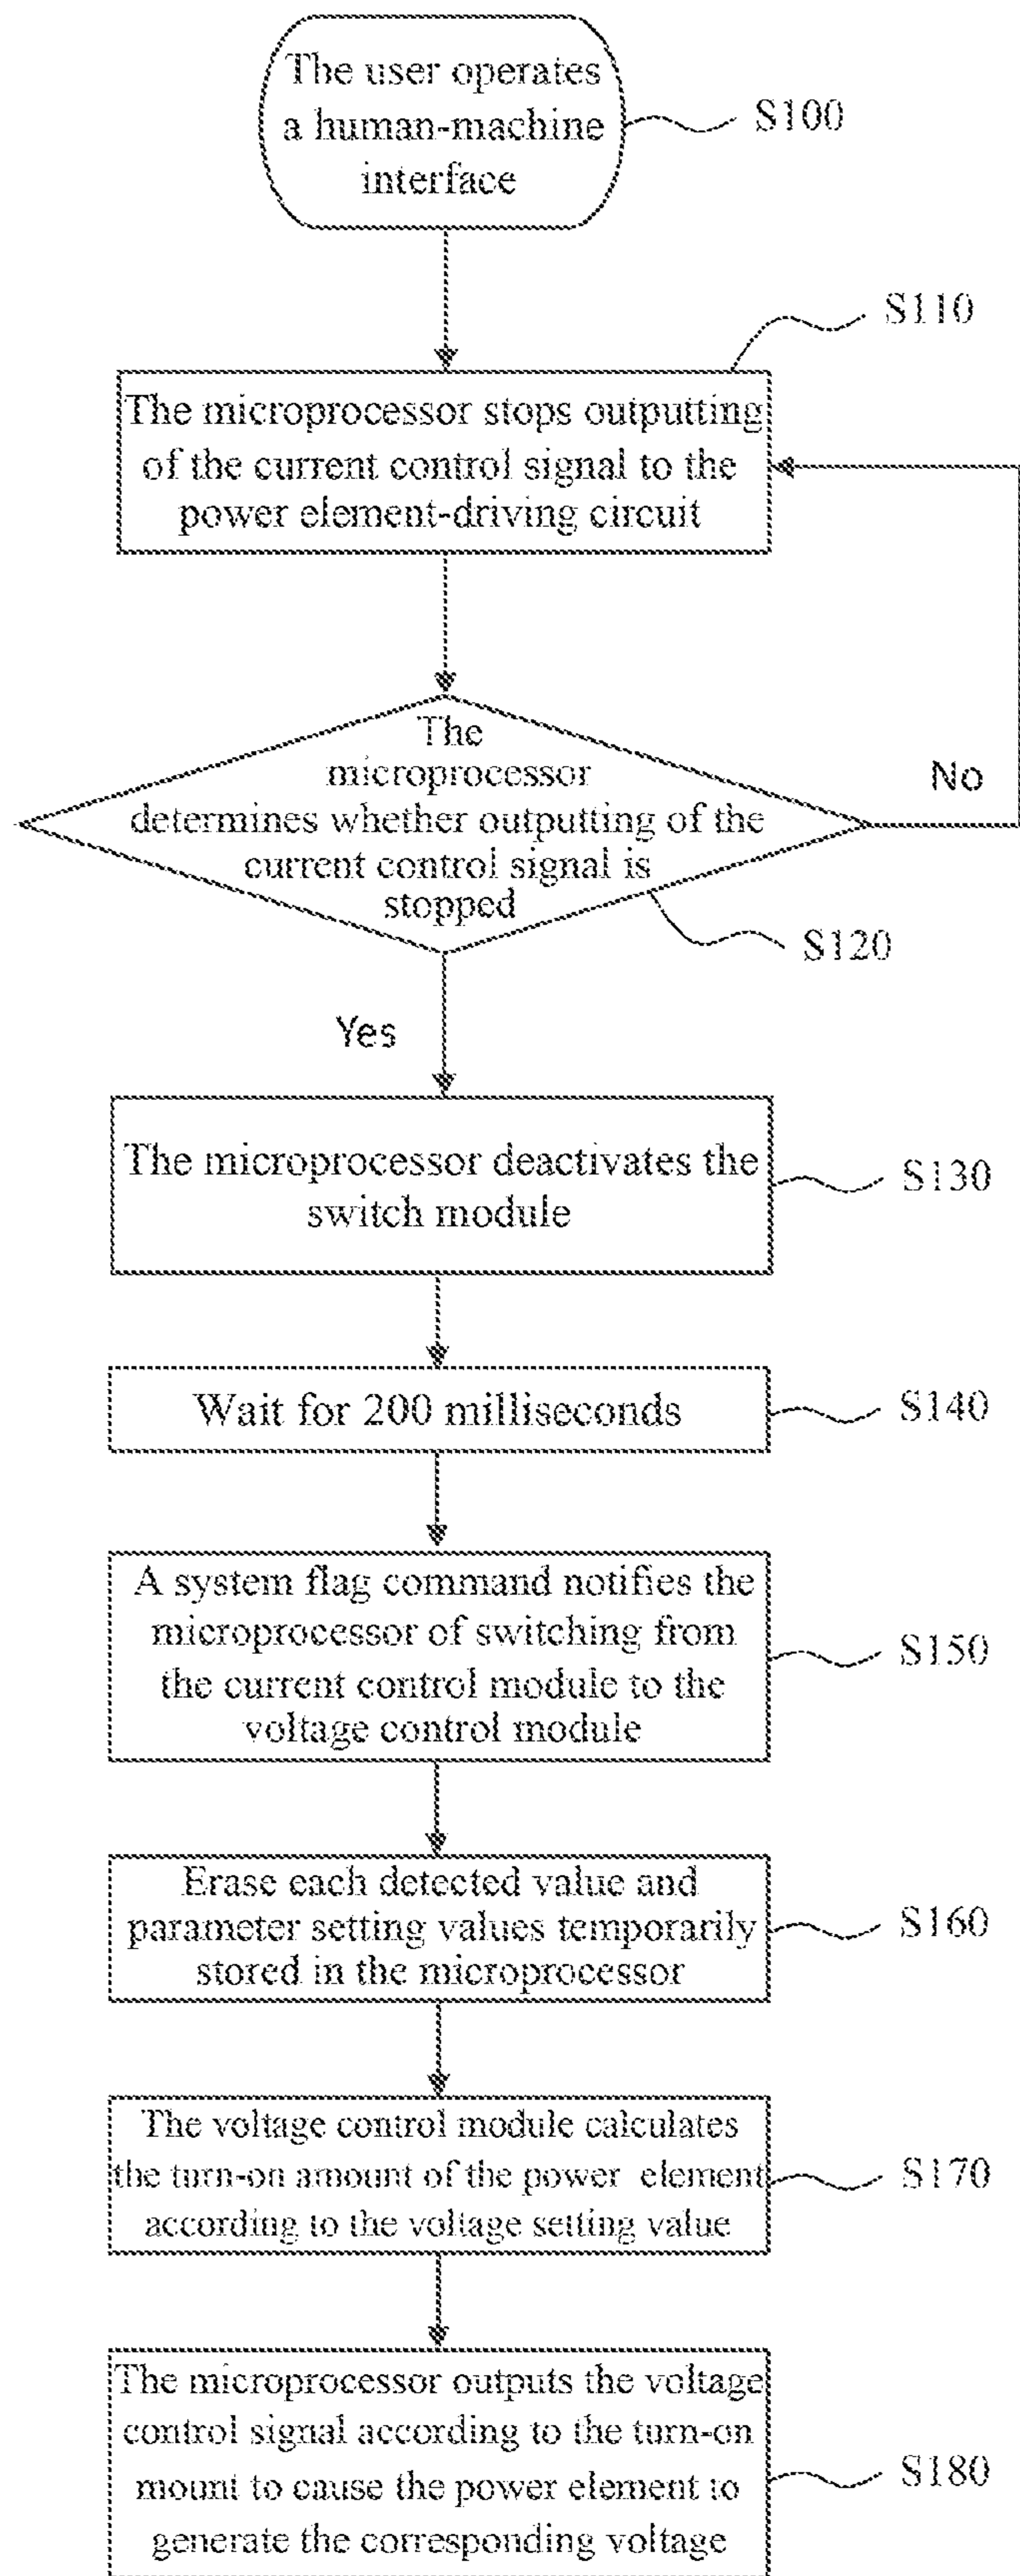 The user operates
a human-machine
interface
S100
S110
The microprocessor stops outputting
of the current control signal to the
power element-driving circuit
The
microprocessor
determines whether outputting of the
current control signal is
stopped
No
S120
Yes
The microprocessor deactivates the
switch module
S130
Wait for 200 milliseconds
S140
A system flag command notifies the
microprocessor of switching from
the current control module to the
voltage control module
S150
Erase each detected value and
parameter setting values temporarily
stored in the microprocessor
S160
The voltage control module calculates
the turn-on amount of the power element
according to the voltage setting value
S170
The microprocessor outputs the voltage
control signal according to the turn-on
mount to cause the power element to
generate the corresponding voltage
S180